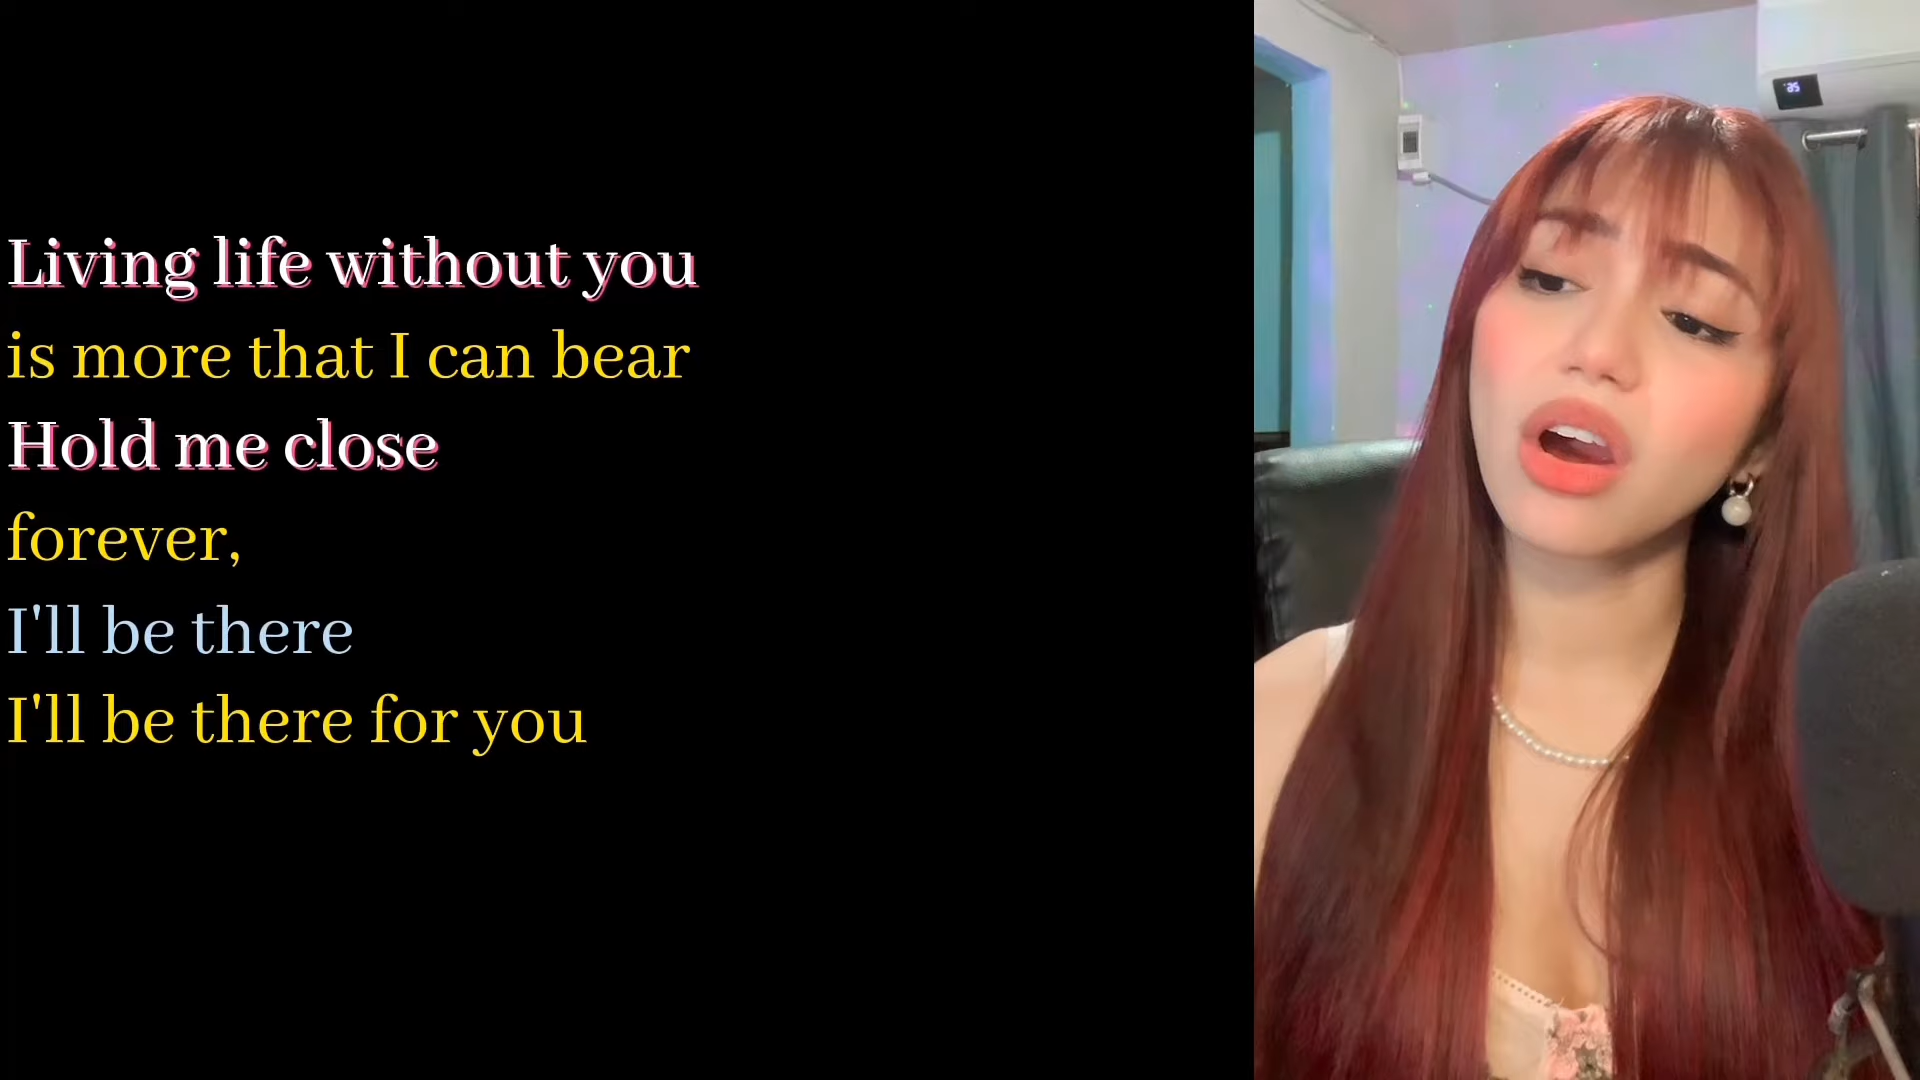 Living life without you
is more that I can bear
Hold me close
forever,
I'll be there
I'll be there for you